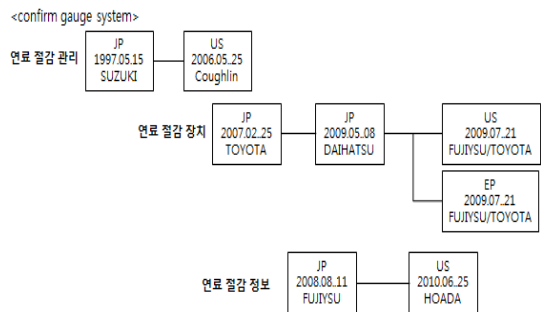 <confirm gauge system>
연료 절감 관리
JP
1997.05.15
SUZUKI
US
2006.05..25
Coughlin
연료 절감 장치
JP
2007.02..25
TOYOTA
JP
2009.05..08
DAIHATSU
US
2009.07..21
FUJIYSU/TOYOTA
EP
2009.07..21
FUJIYSU/TOYOTA
연료 절감 정보
JP
2008.08..11
FUJIYSU
US
2010.06..25
HOADA